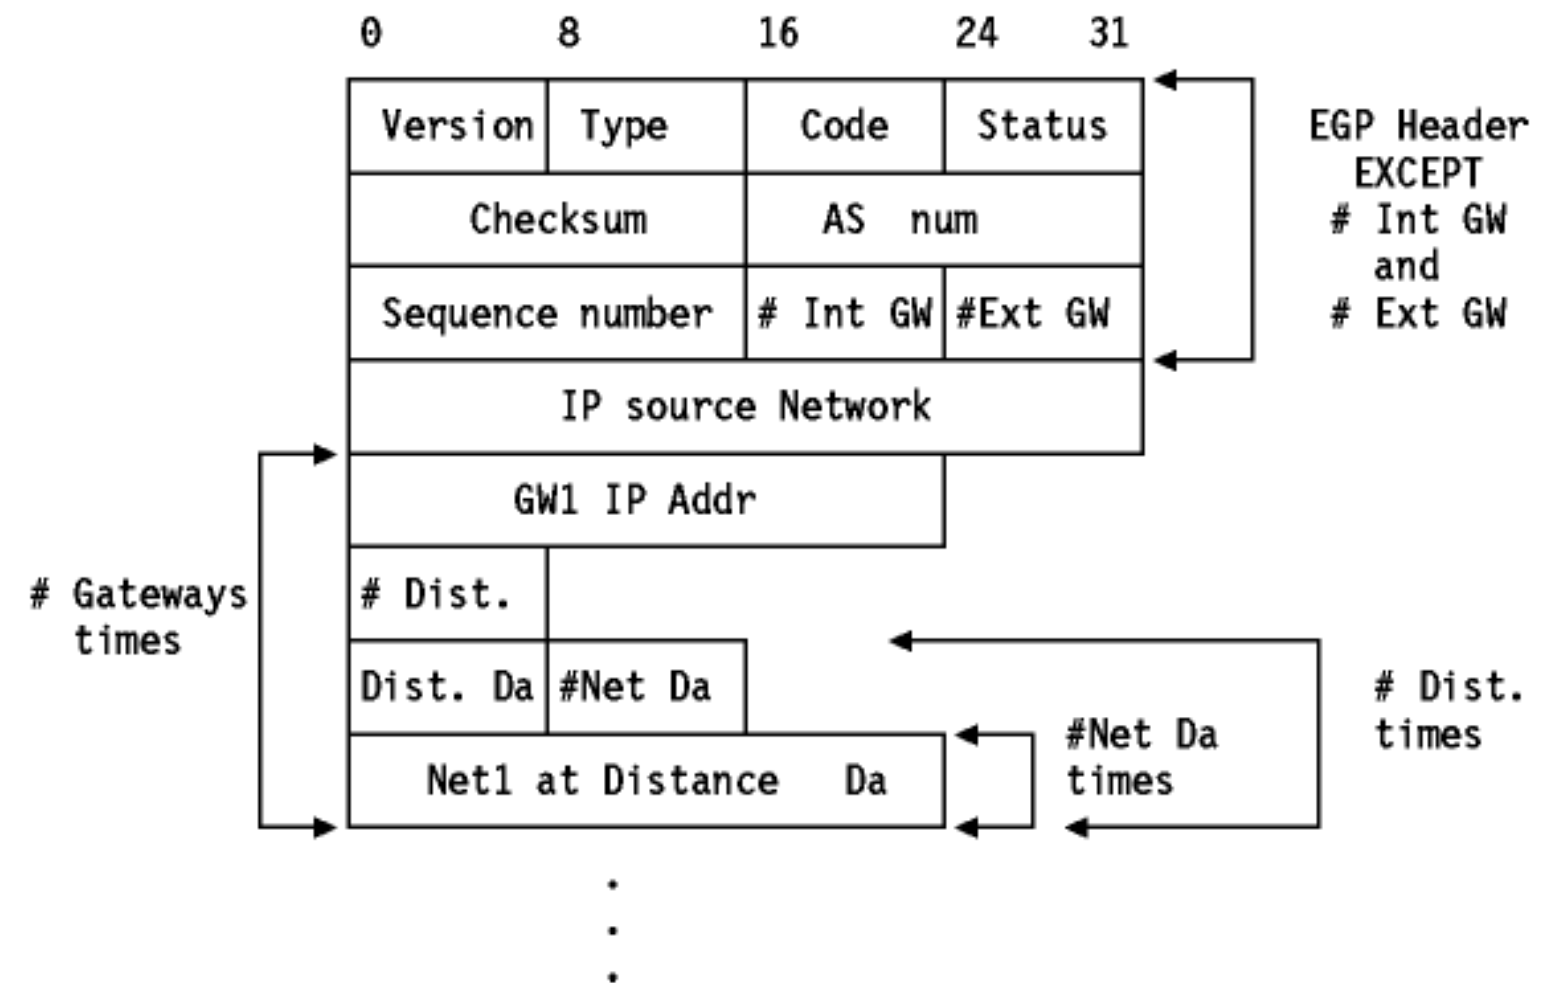 0 8 16 24 31
Version Type Code Status
EGP Header
EXCEPT
# Int GW
and
# Ext GW
Checksum AS num
Sequence number # Int GW #Ext GW
IP source Network
GW1 IP Addr
# Gateways
times
# Dist.
Dist. Da #Net Da
# Dist.
times
#Net Da
times
Net1 at Distance Da
.
.
.